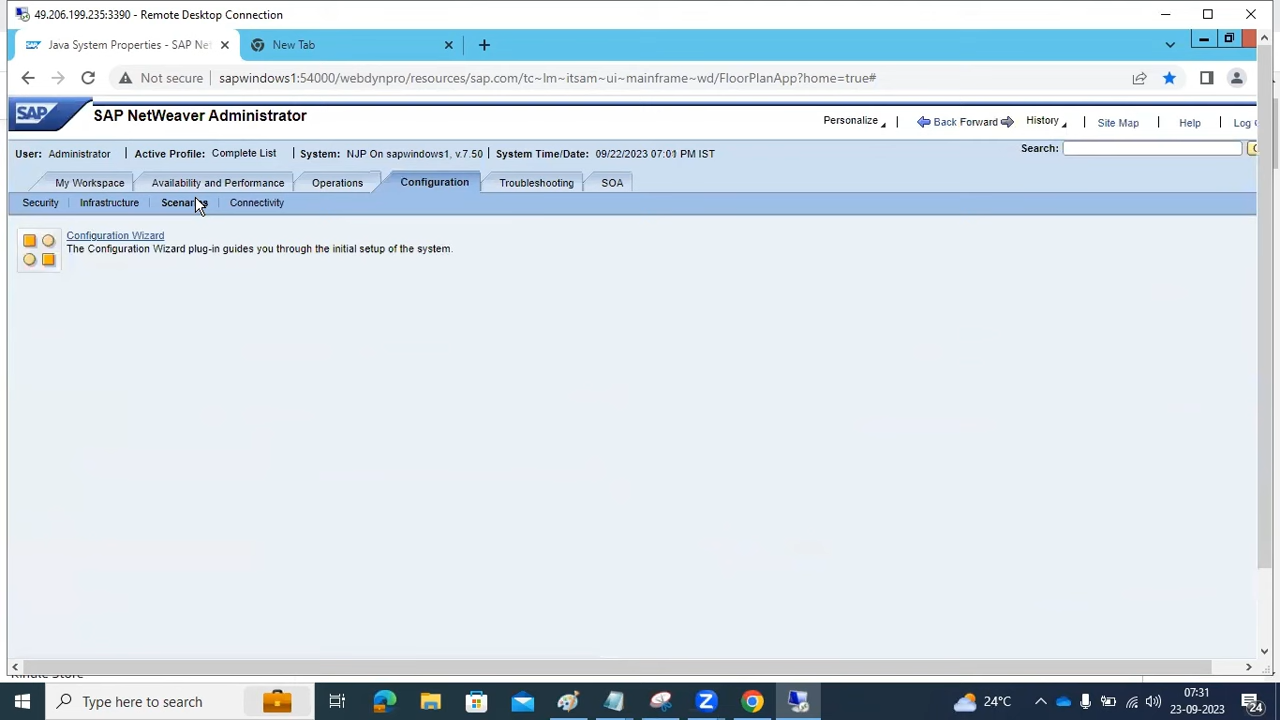 49.206.199.235:3390 - Remote Desktop Connection
Java System Properties - SAP Net
New Tab
Not secure
sapwindows1:54000/webdynpro/resources/sap.com/tc~lm~itsam~ui~mainframe~wd/FloorPlanApp?home=true#
SAP
SAP NetWeaver Administrator
Personalize
Back Forward
History
Site Map
Help
Log
User: Administrator
Active Profile: Complete List
System: NJP On sapwindows1, v.7.50
System Time/Date: 09/22/2023 07:01 PM IST
Search:
My Workspace
Availability and Performance
Operations
Configuration
Troubleshooting
SOA
Security
Infrastructure
Scenarios
Connectivity
Configuration Wizard
The Configuration Wizard plug-in guides you through the initial setup of the system.
Type here to search
24°C
07:31
23-09-2023
24